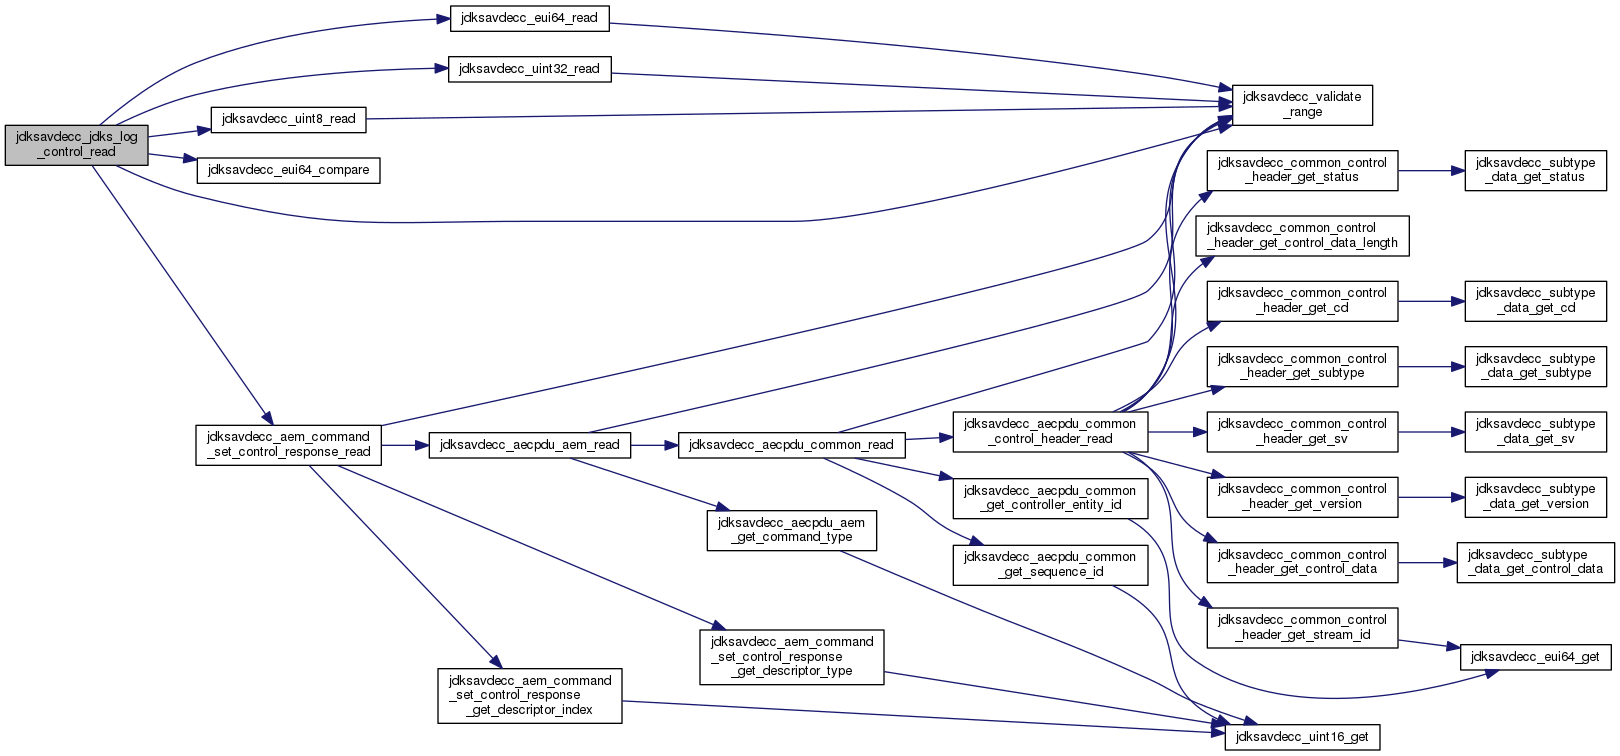 jdksavdecc_jdks_log
_control_read
jdksavdecc_eui64_read
jdksavdecc_uint32_read
jdksavdecc_uint8_read
jdksavdecc_eui64_compare
jdksavdecc_aem_command
_set_control_response_read
jdksavdecc_aecpdu_aem_read
jdksavdecc_aecpdu_aem
_get_command_type
jdksavdecc_aem_command
_set_control_response
_get_descriptor_type
jdksavdecc_aem_command
_set_control_response
_get_descriptor_index
jdksavdecc_aecpdu_common_read
jdksavdecc_aecpdu_common
_control_header_read
jdksavdecc_aecpdu_common
_get_controller_entity_id
jdksavdecc_aecpdu_common
_get_sequence_id
jdksavdecc_validate
_range
jdksavdecc_common_control
_header_get_status
jdksavdecc_common_control
_header_get_control_data_length
jdksavdecc_common_control
_header_get_cd
jdksavdecc_common_control
_header_get_subtype
jdksavdecc_common_control
_header_get_sv
jdksavdecc_common_control
_header_get_version
jdksavdecc_common_control
_header_get_control_data
jdksavdecc_common_control
_header_get_stream_id
jdksavdecc_uint16_get
jdksavdecc_subtype
_data_get_status
jdksavdecc_subtype
_data_get_cd
jdksavdecc_subtype
_data_get_subtype
jdksavdecc_subtype
_data_get_sv
jdksavdecc_subtype
_data_get_version
jdksavdecc_subtype
_data_get_control_data
jdksavdecc_eui64_get